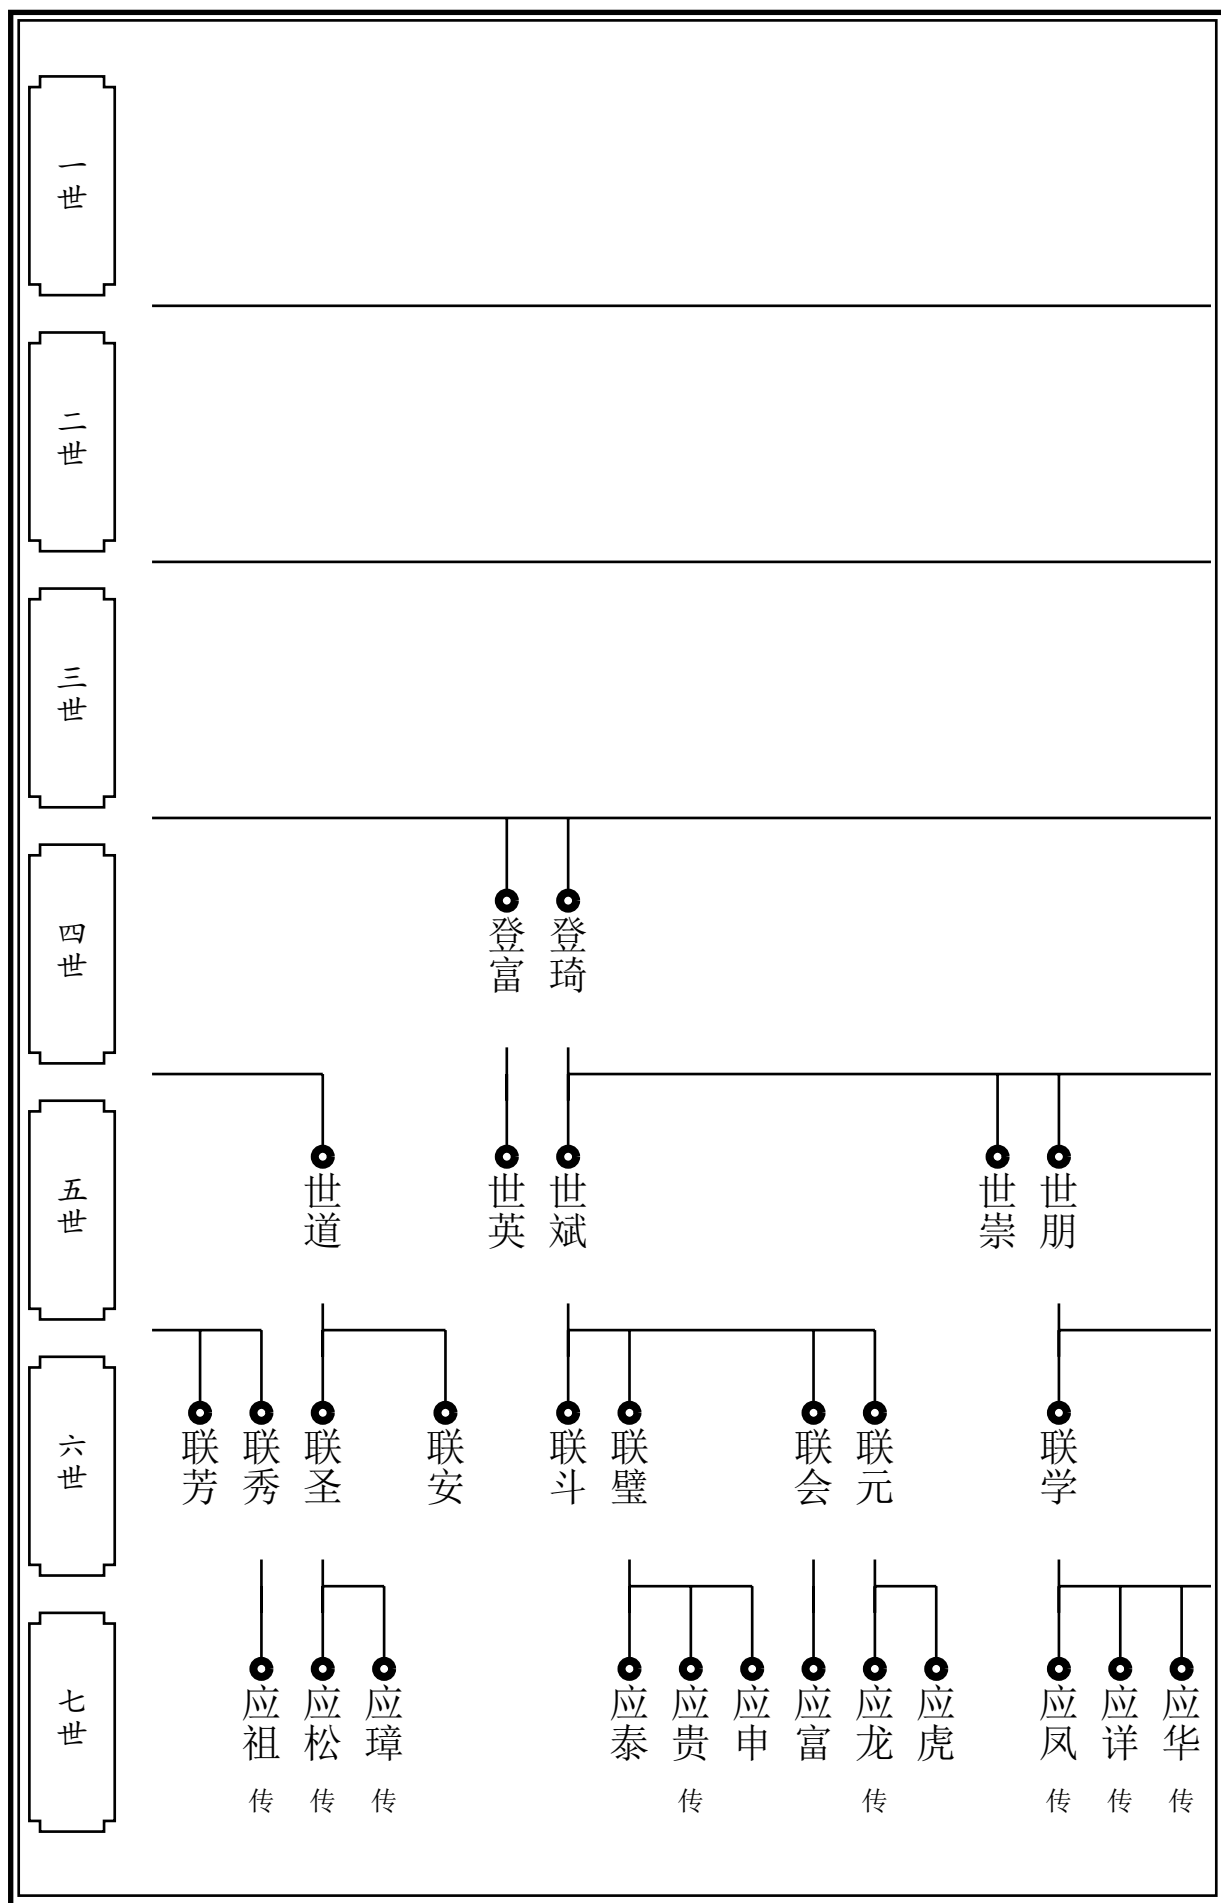 一世
二世
三世
四世
登富
登琦
五世
世道
世英
世斌
世崇
世朋
六世
联芳
联秀
联圣
联安
联斗
联璧
联会
联元
联学
七世
应祖
传
应松
传
应璋
传
应泰
应贵
传
应申
应富
应龙
传
应虎
应凤
传
应详
传
应华
传